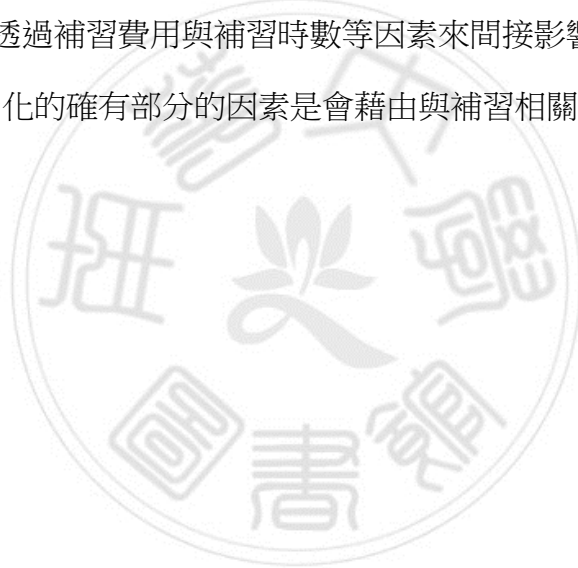 透過補習費用與補習時數等因素來間接影響
化的確有部分的因素是會藉由與補習相關
書